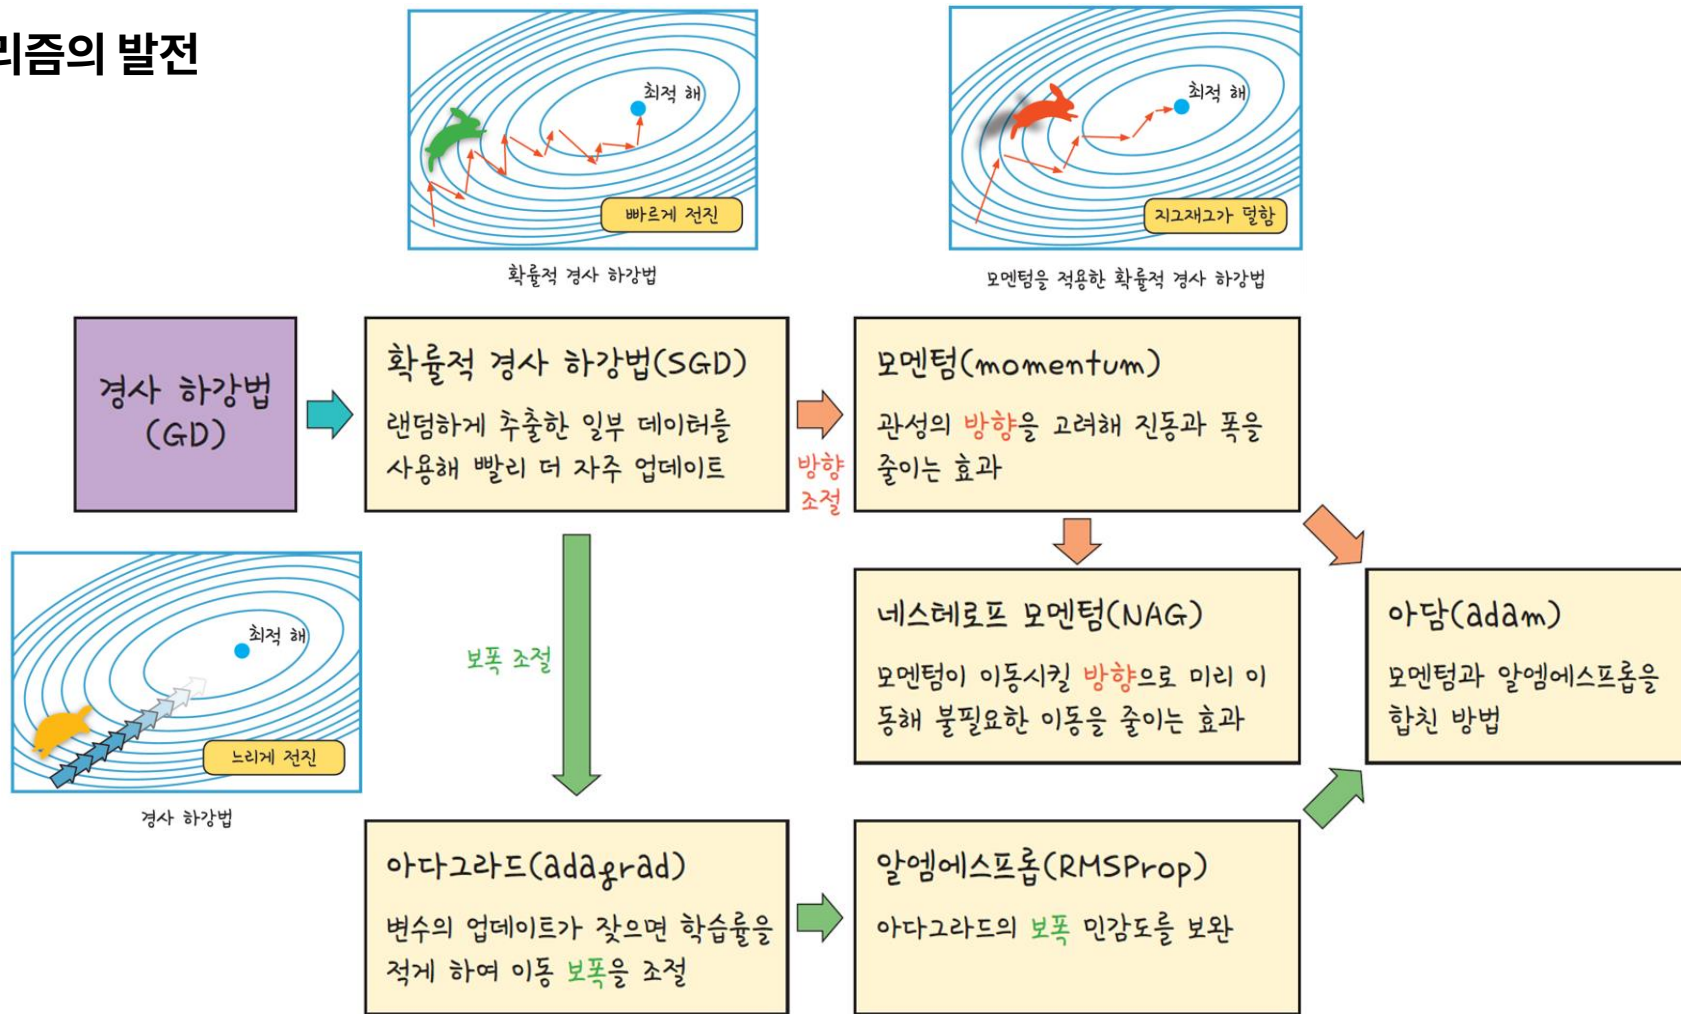 리즘의 발전
최적 해
빠르게 전진
확률적 경사 하강법
최적 해
지그재그가 덜함
모멘텀을 적용한 확률적 경사 하강법
경사 하강법
(GD)
확률적 경사 하강법(SGD)
랜덤하게 추출한 일부 데이터를
사용해 빨리 더 자주 업데이트
방향
조절
모멘텀(momentum)
관성의 방향을 고려해 진동과 폭을
줄이는 효과
최적 해
느리게 전진
경사 하강법
보폭 조절
네스테로프 모멘텀(NAG)
모멘텀이 이동시킬 방향으로 미리 이
동해 불필요한 이동을 줄이는 효과
아담(adam)
모멘텀과 알엠에스프롭을
합친 방법
아다그라드(adagrad)
변수의 업데이트가 잦으면 학습률을
적게 하여 이동 보폭을 조절
알엠에스프롭(RMSProp)
아다그라드의 보폭 민감도를 보완